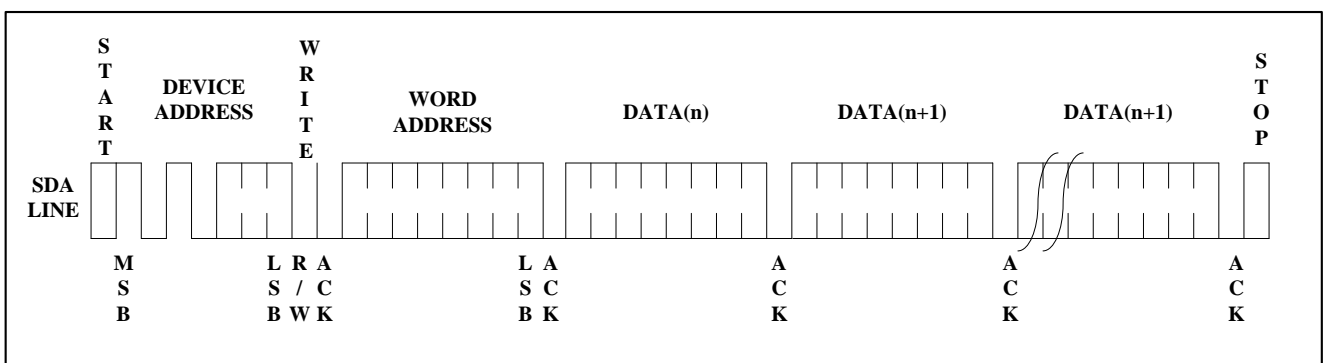 START
DEVICE
ADDRESS
WRITE
WORD
ADDRESS
DATA(n)
DATA(n+1)
DATA(n+1)
STOP
SDA
LINE
MSB
LSB
R/W
ACK
LSB
ACK
ACK
ACK
ACK